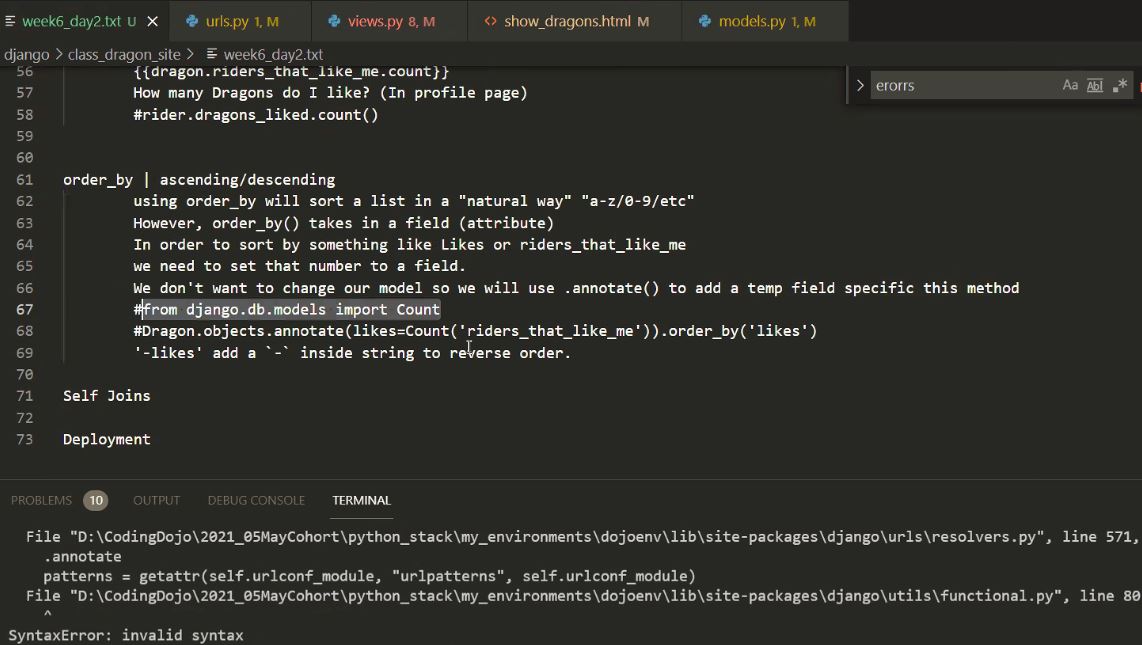 week6_day2.txt U urls.py 1, M views.py 8, M show_dragons.html M models.py 1, M
django > class_dragon_site > week6_day2.txt
erorrs Aa Abl .*
56 {{dragon.riders_that_like_me.count}}
57 How many Dragons do I like? (In profile page)
58 #rider.dragons_liked.count()
59
60
61 order_by | ascending/descending
62 using order_by will sort a list in a "natural way" "a-z/0-9/etc"
63 However, order_by() takes in a field (attribute)
64 In order to sort by something like Likes or riders_that_like_me
65 we need to set that number to a field.
66 We don't want to change our model so we will use .annotate() to add a temp field specific this method
67 #from django.db.models import Count
68 #Dragon.objects.annotate(likes=Count('riders_that_like_me')).order_by('likes')
69 '-likes' add a `-` inside string to reverse order.
70
71 Self Joins
72
73 Deployment
PROBLEMS 10 OUTPUT DEBUG CONSOLE TERMINAL
File "D:\CodingDojo\2021_05MayCohort\python_stack\my_environments\dojoenv\lib\site-packages\django\urls\resolvers.py", line 571,
.annotate
patterns = getattr(self.urlconf_module, "urlpatterns", self.urlconf_module)
File "D:\CodingDojo\2021_05MayCohort\python_stack\my_environments\dojoenv\lib\site-packages\django\utils\functional.py", line 80
^
SyntaxError: invalid syntax